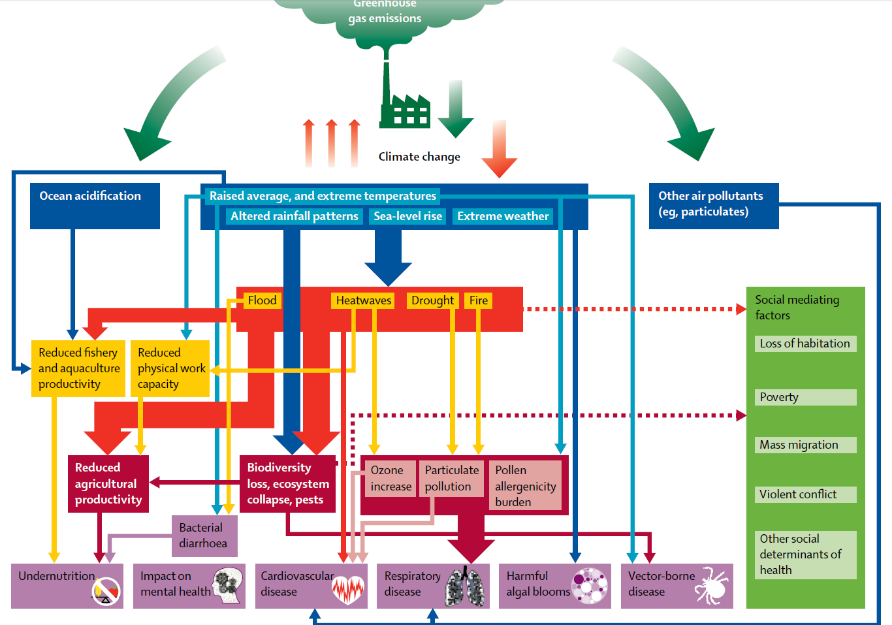 Greenhouse
gas emissions
Climate change
Ocean acidification
Raised average, and extreme temperatures
Altered rainfall patterns
Sea-level rise
Extreme weather
Other air pollutants
(eg, particulates)
Flood
Heatwaves
Drought
Fire
Social mediating
factors
Loss of habitation
Poverty
Mass migration
Violent conflict
Other social
determinants of
health
Reduced fishery
and aquaculture
productivity
Reduced
physical work
capacity
Reduced
agricultural
productivity
Biodiversity
loss, ecosystem
collapse, pests
Ozone
increase
Particulate
pollution
Pollen
allergenicity
burden
Bacterial
diarrhoea
Undernutrition
Impact on
mental health
Cardiovascular
disease
Respiratory
disease
Harmful
algal blooms
Vector-borne
disease